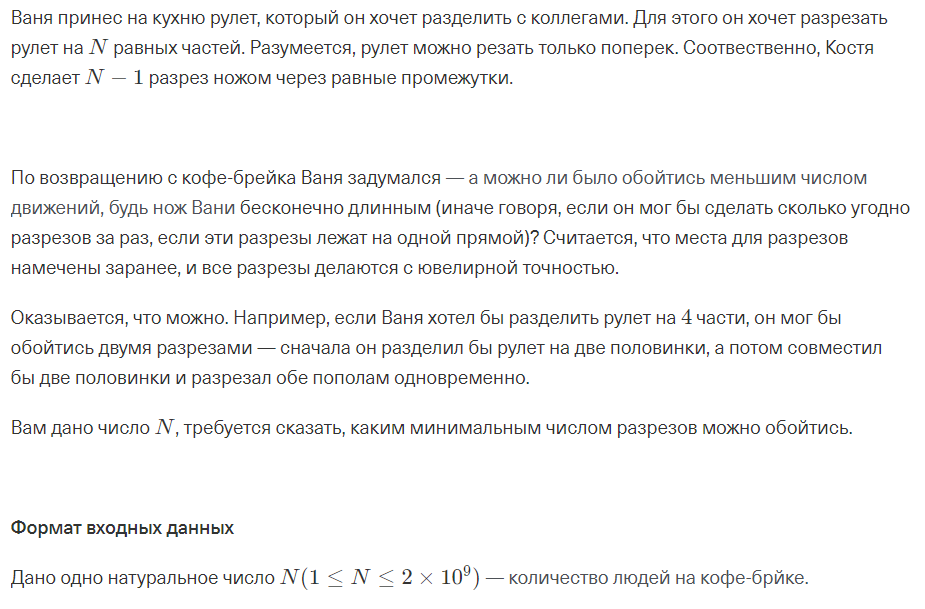 Ваня принес на кухню рулет, который он хочет разделить с коллегами. Для этого он хочет разрезать
рулет на N равных частей. Разумеется, рулет можно резать только поперек. Соотвественно, Костя
сделает N − 1 разрез ножом через равные промежутки.
По возвращению с кофе-брейка Ваня задумался — а можно ли было обойтись меньшим числом
движений, будь нож Вани бесконечно длинным (иначе говоря, если он мог бы сделать сколько угодно
разрезов за раз, если эти разрезы лежат на одной прямой)? Считается, что места для разрезов
намечены заранее, и все разрезы делаются с ювелирной точностью.
Оказывается, что можно. Например, если Ваня хотел бы разделить рулет на 4 части, он мог бы
обойтись двумя разрезами — сначала он разделил бы рулет на две половинки, а потом совместил
бы две половинки и разрезал обе пополам одновременно.
Вам дано число N, требуется сказать, каким минимальным числом разрезов можно обойтись.
Формат входных данных
Дано одно натуральное число N(1 ≤ N ≤ 2 × 10⁹) — количество людей на кофе-брйке.